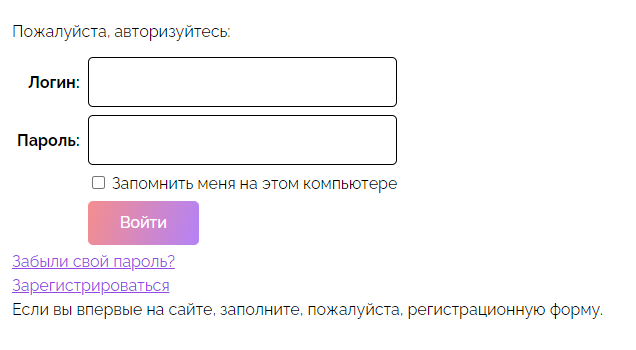 Пожалуйста, авторизуйтесь:
Логин:
Пароль:
Запомнить меня на этом компьютере
Войти
Забыли свой пароль?
Зарегистрироваться
Если вы впервые на сайте, заполните, пожалуйста, регистрационную форму.